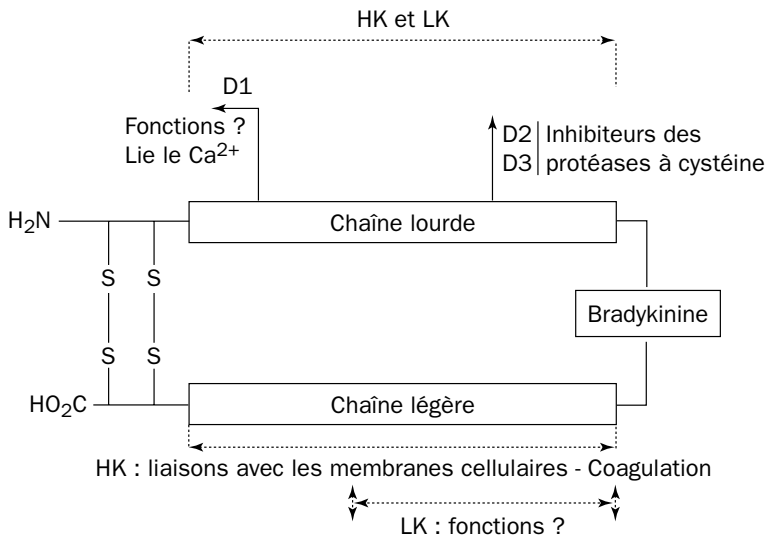 HK et LK
D1
Fonctions ?
Lie le Ca²⁺
D2 Inhibiteurs des
D3 protéases à cystéine
H₂N
Chaîne lourde
S S
Bradykinine
S S
HO₂C
Chaîne légère
HK : liaisons avec les membranes cellulaires - Coagulation
LK : fonctions ?